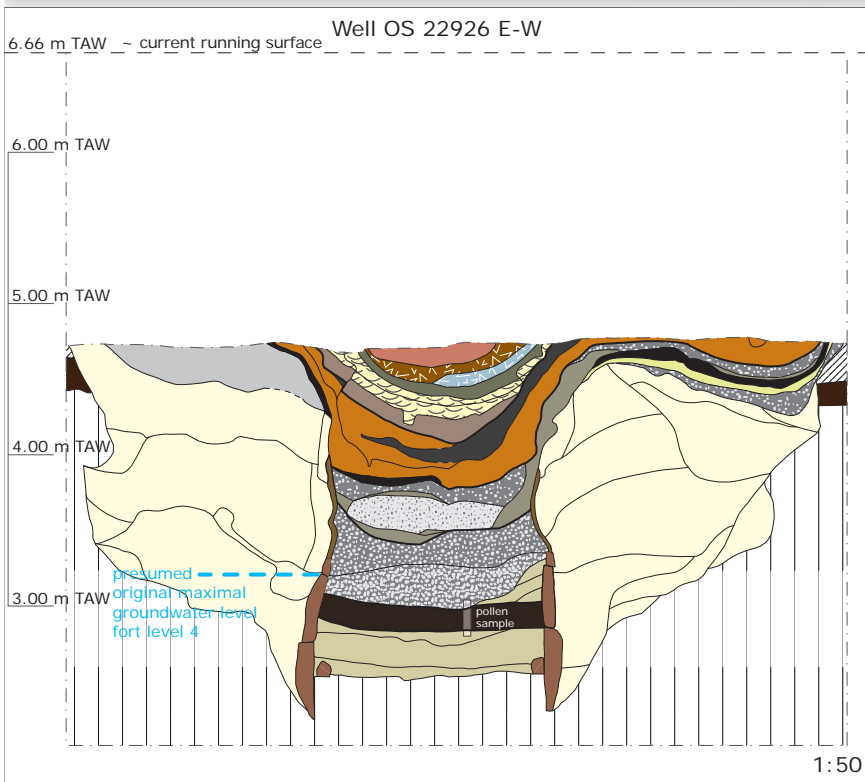 Well OS 22926 E-W
6.66 m TAW ~ current running surface
6.00 m TAW
5.00 m TAW
4.00 m TAW
presumed
original maximal
3.00 m TAW
groundwater level
fort level 4
pollen
sample
1:50